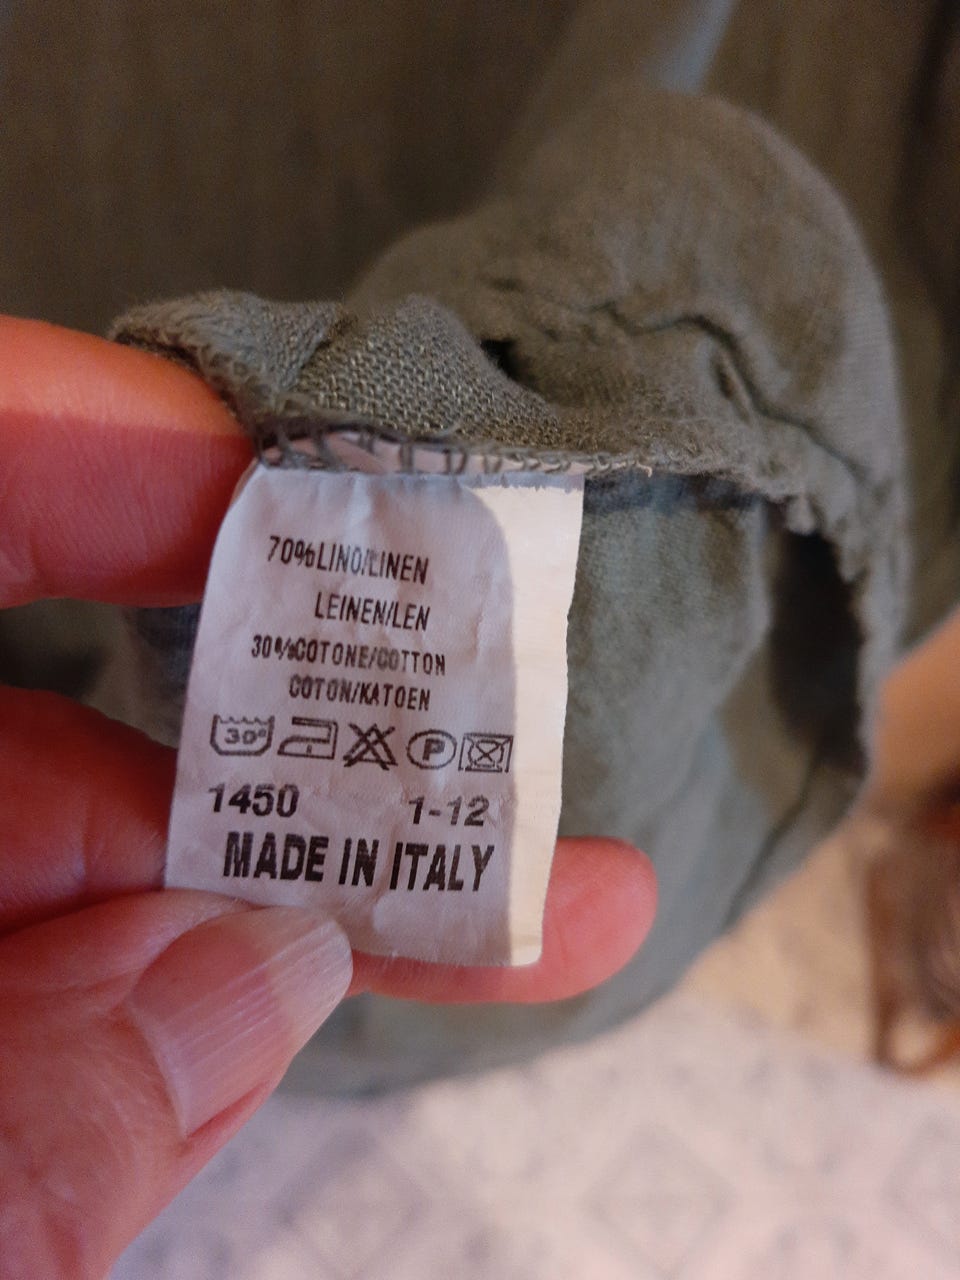 70%LINO/LINEN
LEINEN/LEN
30%COTONE/COTTON
COTON/KATOEN
30° P
1450 1-12
MADE IN ITALY